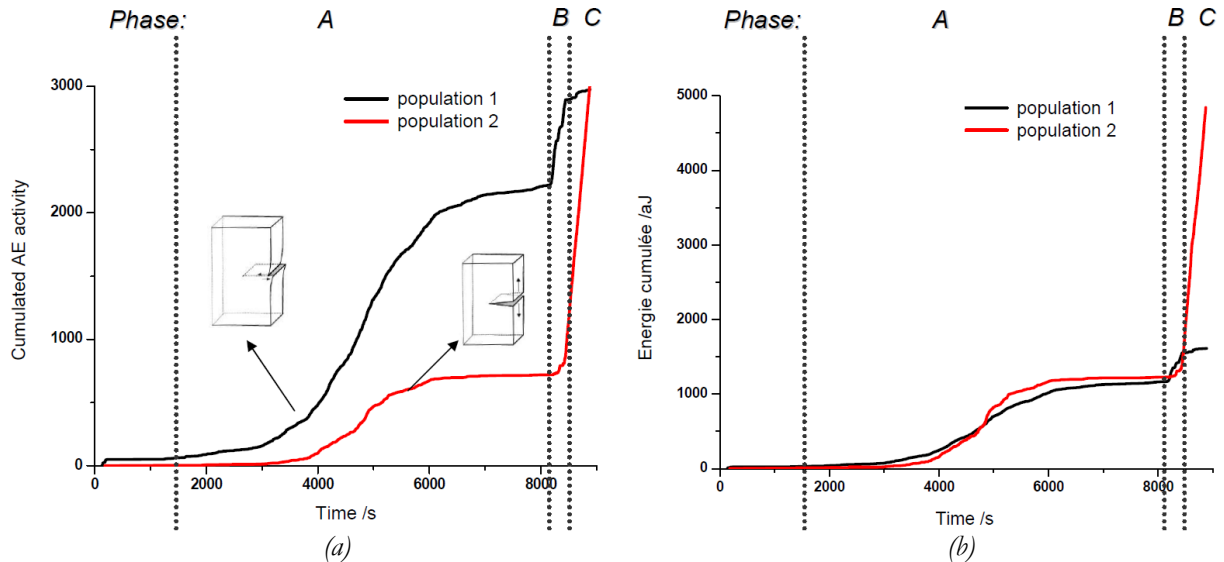 Phase: A B C
3000
population 1
population 2
2000
1000
0
Cumulated AE activity
0 2000 4000 6000 8000
Time /s
(a)
Phase: A B C
5000
population 1
population 2
4000
3000
2000
1000
0
Energie cumulée /aJ
0 2000 4000 6000 8000
Time /s
(b)